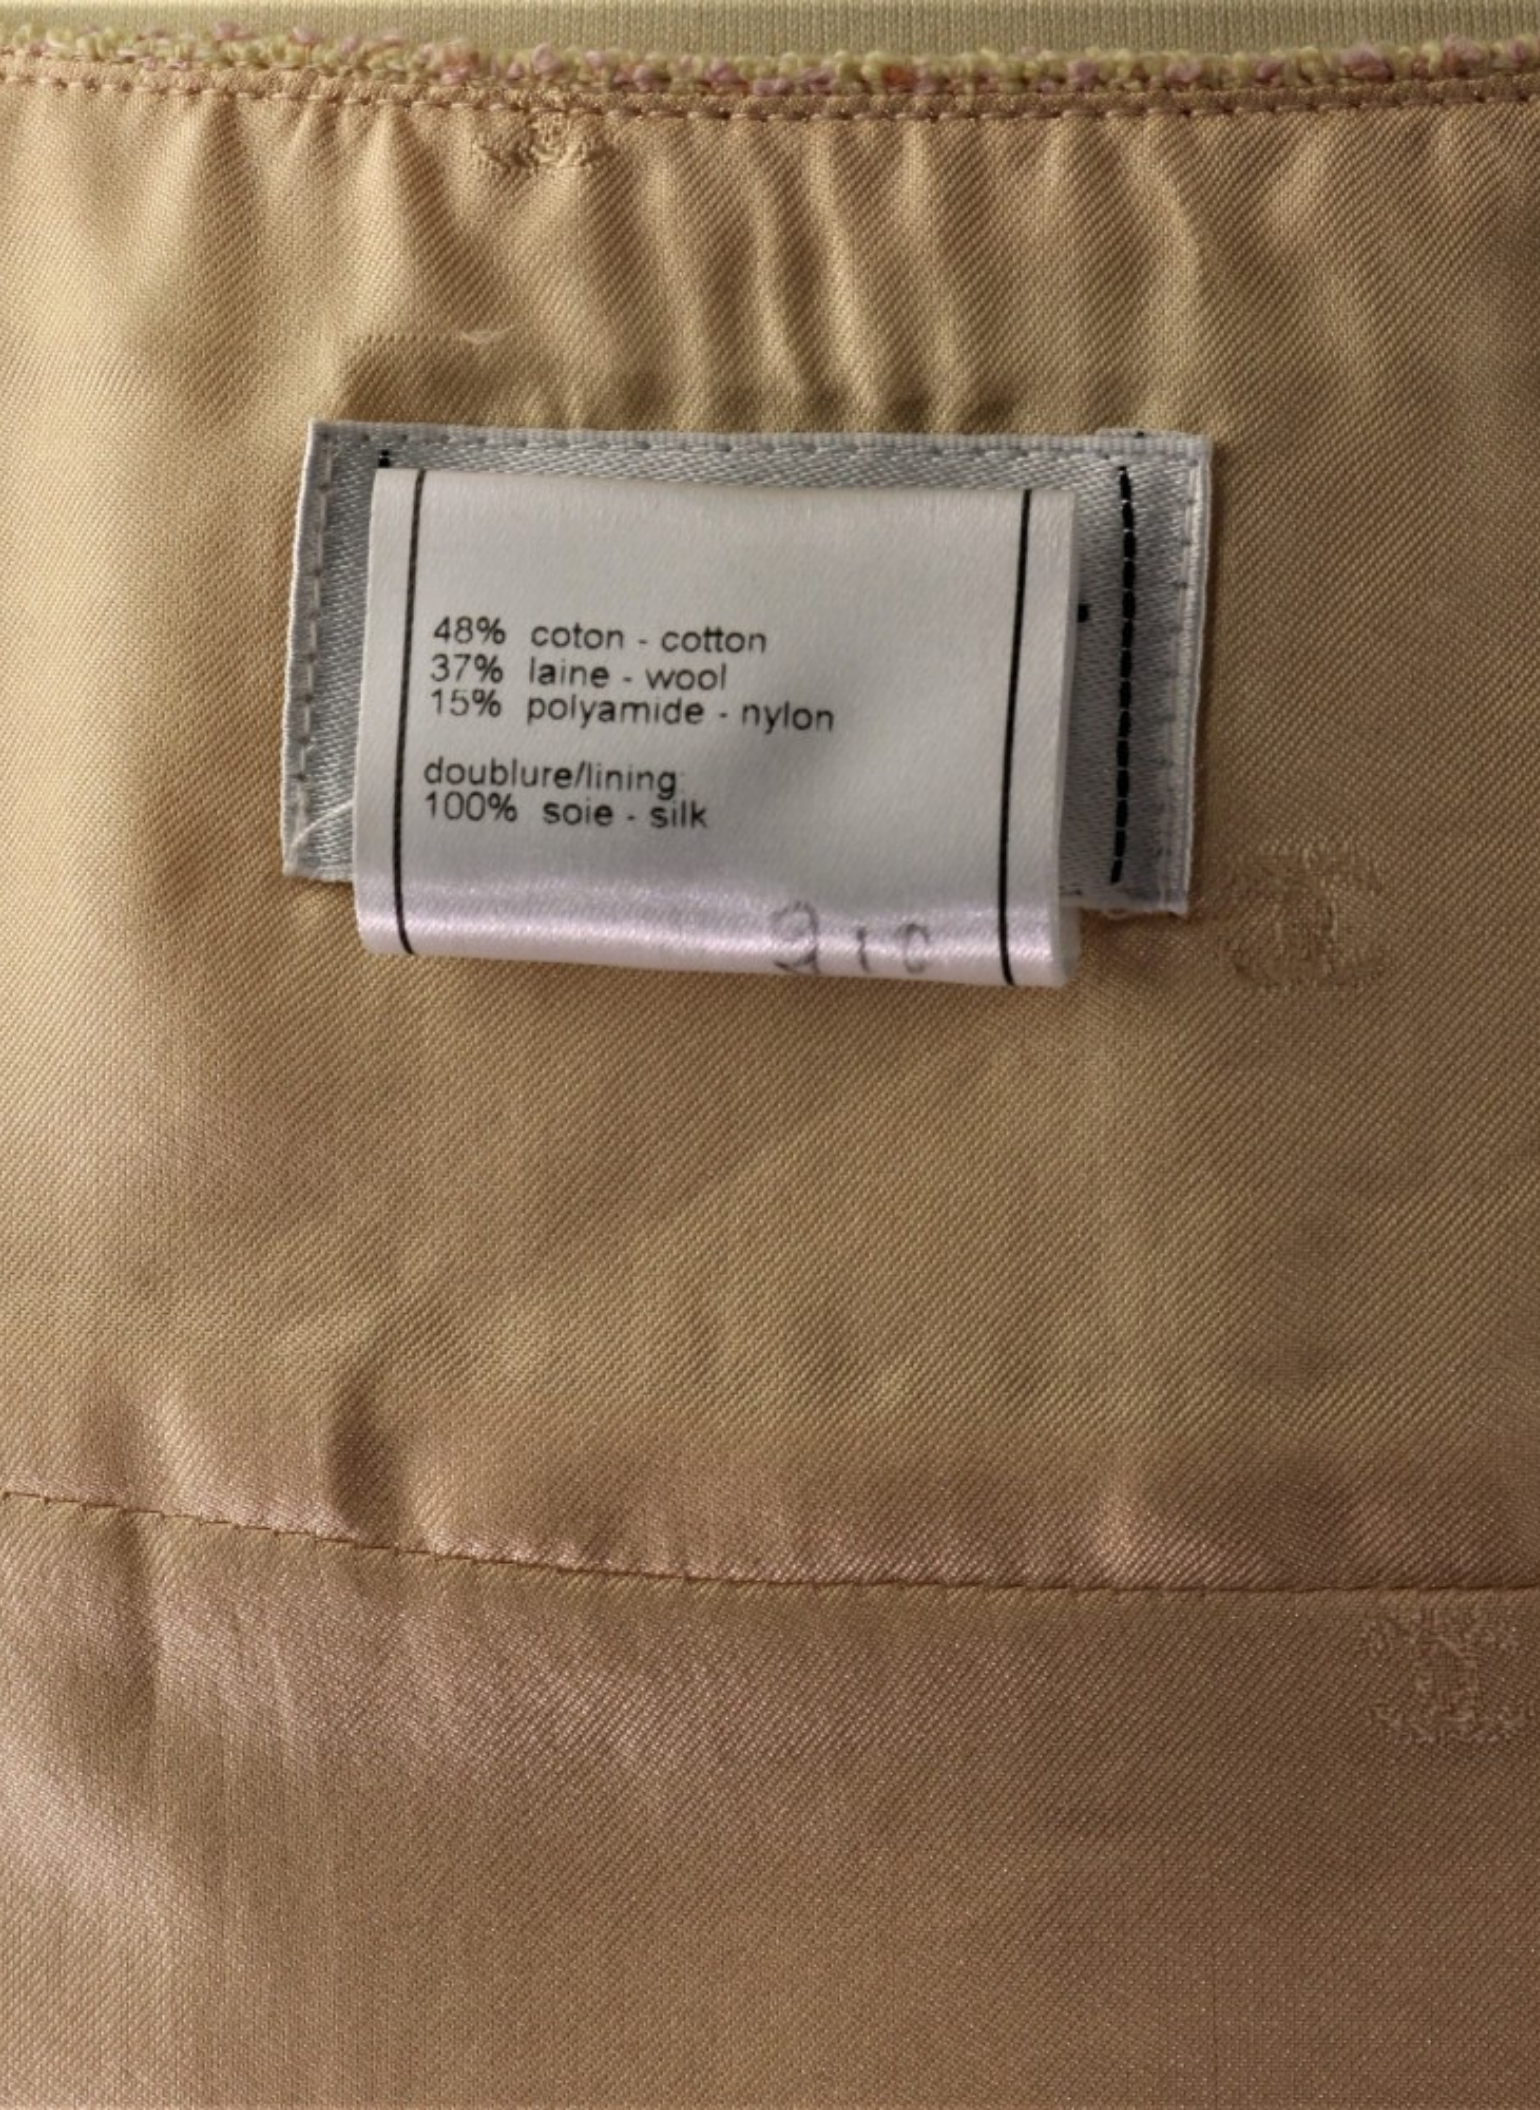 48% coton - cotton
37% laine - wool
15% polyamide - nylon
doublure/lining
100% soie - silk